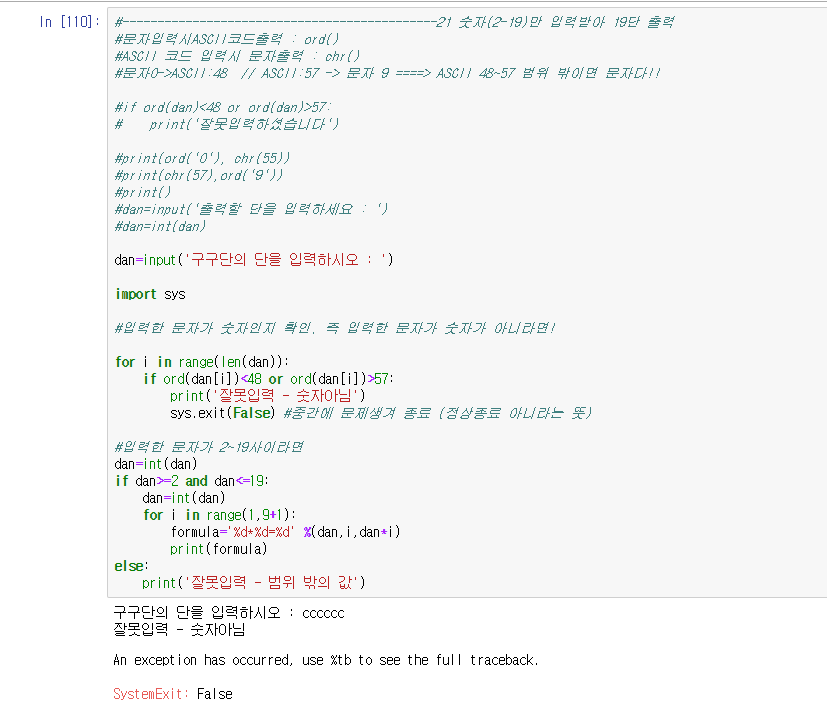 In [110]: #---------------------------------------------21 숫자(2~19)만 입력받아 19단 출력
#문자입력시ASCII코드출력 : ord()
#ASCII 코드 입력시 문자출력 : chr()
#문자0->ASCII:48  // ASCII:57 -> 문자 9 ====> ASCII 48~57 범위 밖이면 문자다!!
#if ord(dan)<48 or ord(dan)>57:
#    print('잘못입력하셨습니다')
#print(ord('0'), chr(55))
#print(chr(57),ord('9'))
#print()
#dan=input('출력할 단을 입력하세요 : ')
#dan=int(dan)
dan=input('구구단의 단을 입력하시오 : ')
import sys
#입력한 문자가 숫자인지 확인, 즉 입력한 문자가 숫자가 아니라면!
for i in range(len(dan)):
    if ord(dan[i])<48 or ord(dan[i])>57:
        print('잘못입력 - 숫자아님')
        sys.exit(False) #중간에 문제생겨 종료 (정상종료 아니라는 뜻)
#입력한 문자가 2~19사이라면
dan=int(dan)
if dan>=2 and dan<=19:
    dan=int(dan)
    for i in range(1,9+1):
        formula='%d*%d=%d' %(dan,i,dan*i)
        print(formula)
else:
    print('잘못입력 - 범위 밖의 값')
구구단의 단을 입력하시오 : cccccc
잘못입력 - 숫자아님
An exception has occurred, use %tb to see the full traceback.
SystemExit: False